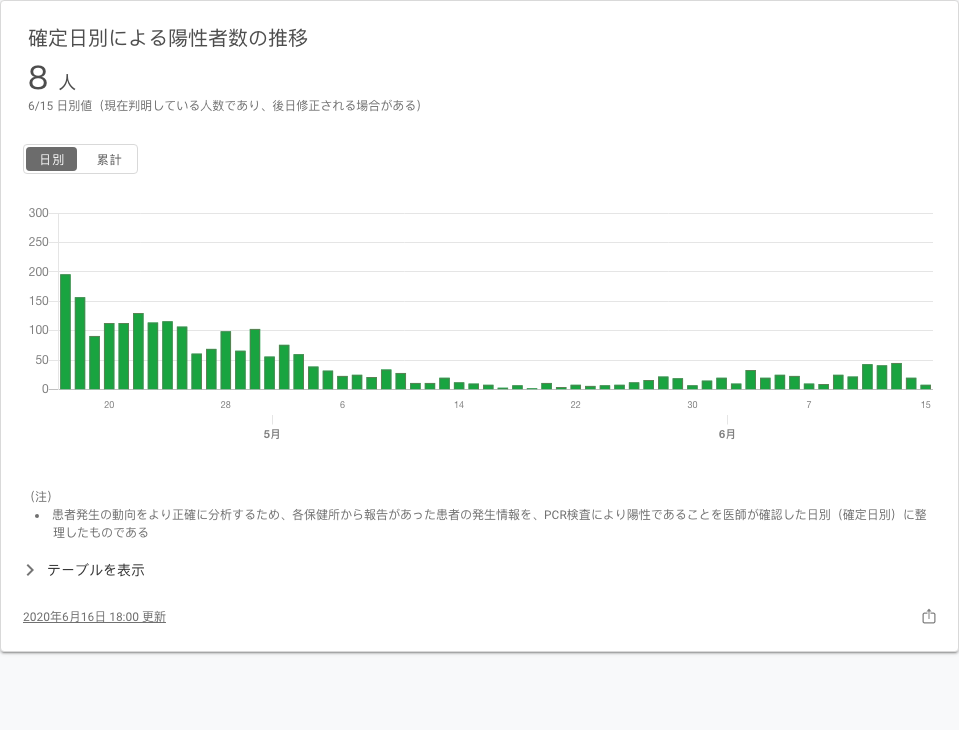 確定日別による陽性者数の推移
8 人
6/15 日別値（現在判明している人数であり、後日修正される場合がある）
日別 累計
300
250
200
150
100
50
0
20 28 6 14 22 30 7 15
5月 6月
（注）
• 患者発生の動向をより正確に分析するため、各保健所から報告があった患者の発生情報を、PCR検査により陽性であることを医師が確認した日別（確定日別）に整
理したものである
テーブルを表示
2020年6月16日 18:00 更新